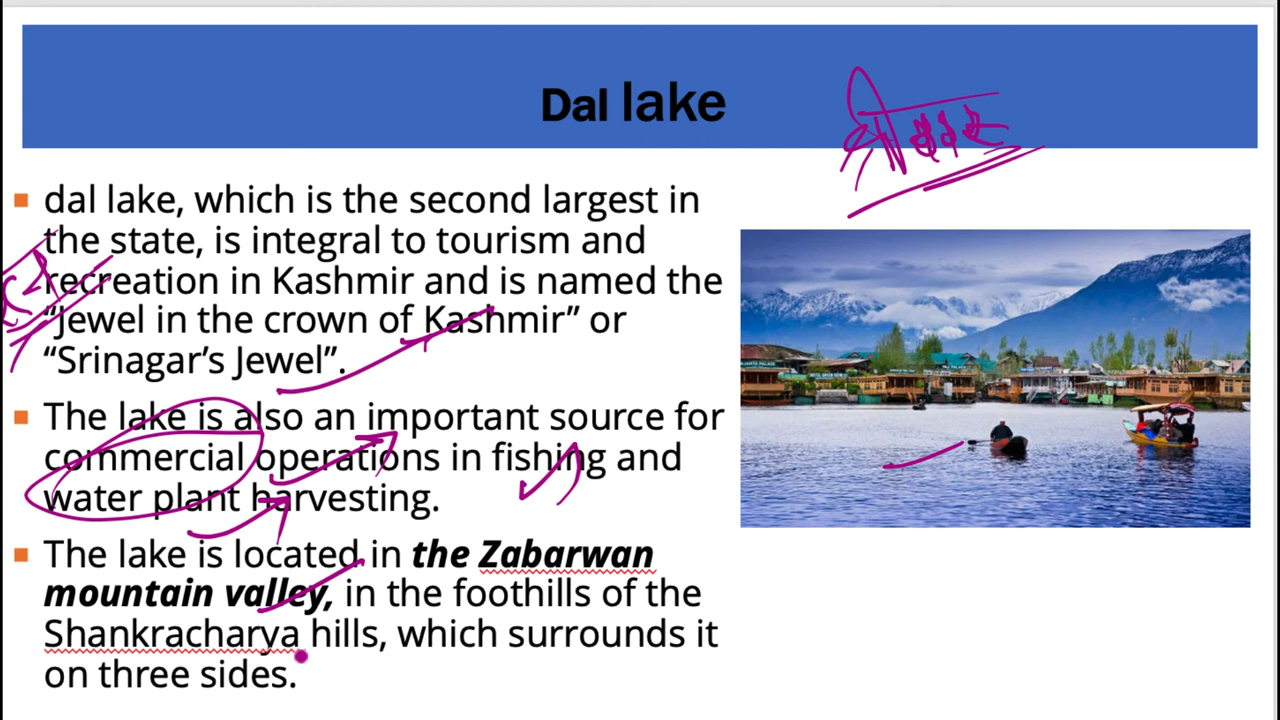 Dal lake
dal lake, which is the second largest in
the state, is integral to tourism and
recreation in Kashmir and is named the
“Jewel in the crown of Kashmir” or
“Srinagar’s Jewel”.
The lake is also an important source for
commercial operations in fishing and
water plant harvesting.
The lake is located in the Zabarwan
mountain valley, in the foothills of the
Shankracharya hills, which surrounds it
on three sides.